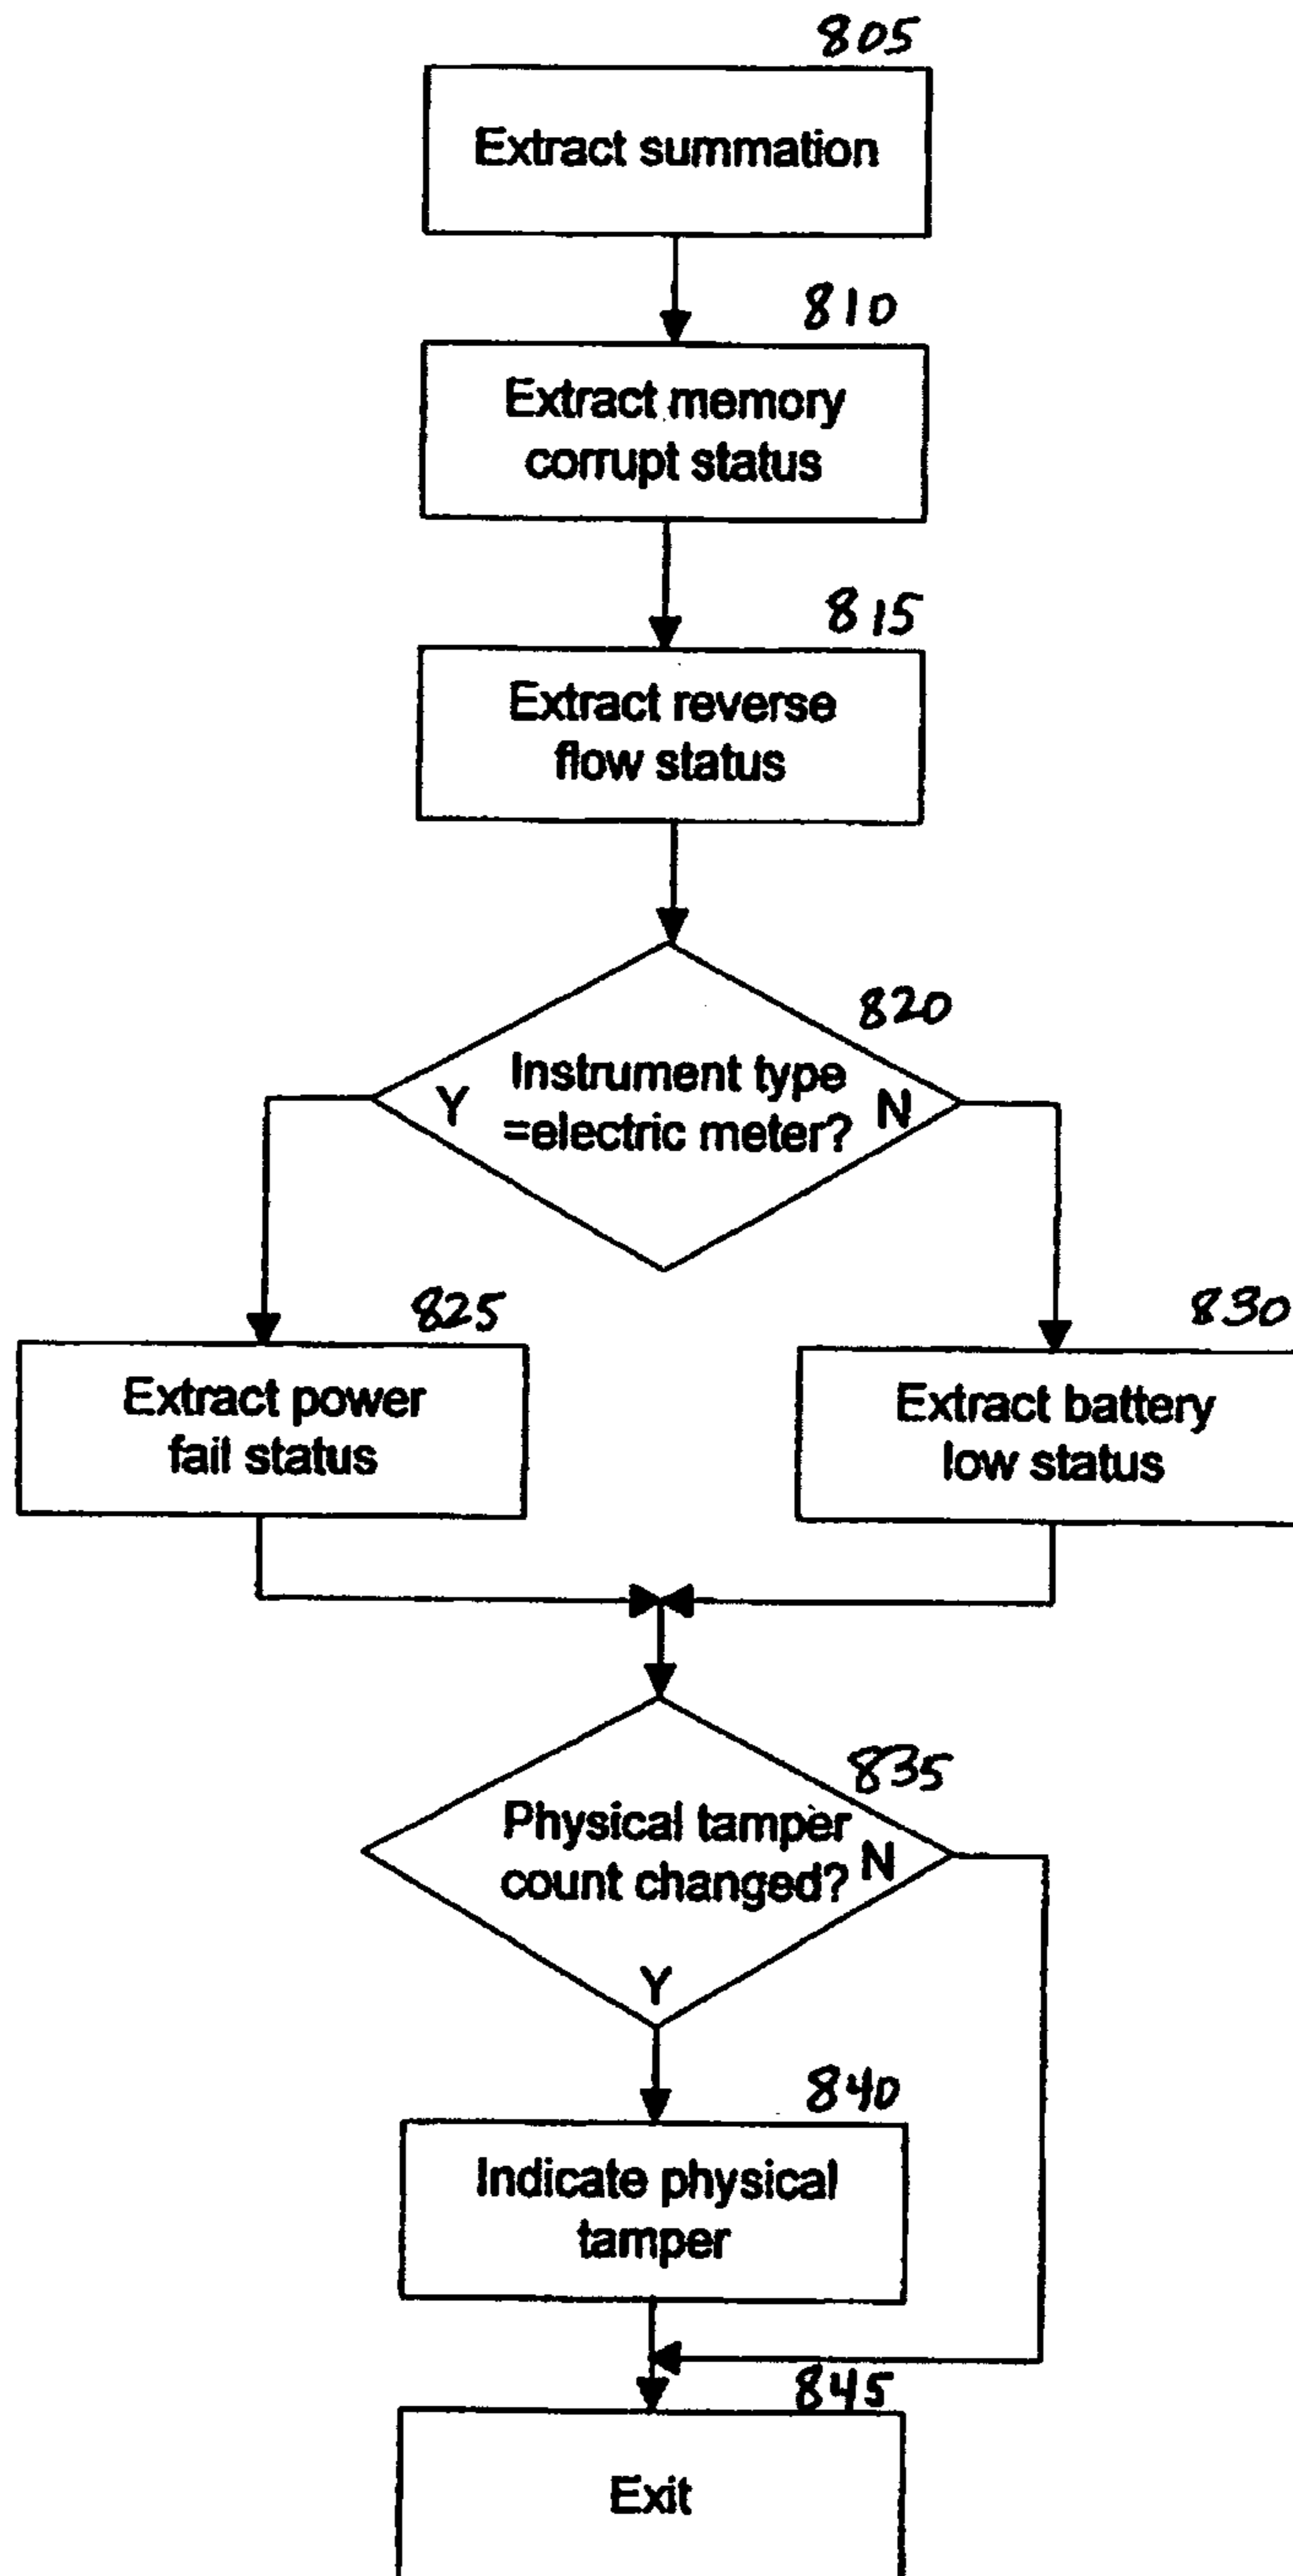 805
Extract summation
810
Extract memory
corrupt status
815
Extract reverse
flow status
820
Instrument type
Y
=electric meter?
N
825
Extract power
fail status
830
Extract battery
low status
835
Physical tamper
count changed?
N
Y
840
Indicate physical
tamper
845
Exit